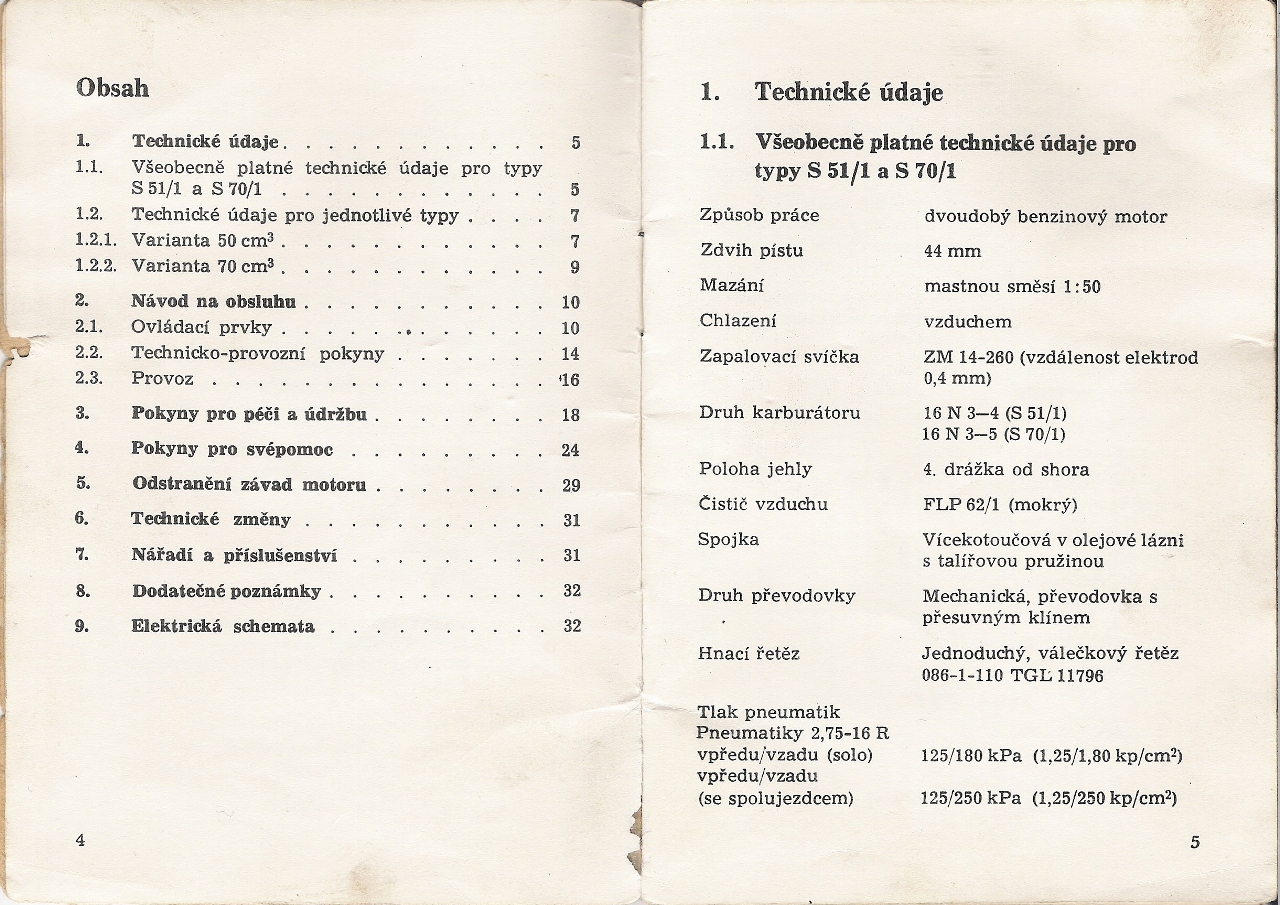 Obsah
1. Technické údaje . . . . . . . . . . . . 5
1.1. Všeobecně platné technické údaje pro typy
S 51/1 a S 70/1 . . . . . . . . . . . . 5
1.2. Technické údaje pro jednotlivé typy . . . . 7
1.2.1. Varianta 50 cm³ . . . . . . . . . . . . 7
1.2.2. Varianta 70 cm³ . . . . . . . . . . . . 9
2. Návod na obsluhu . . . . . . . . . . . 10
2.1. Ovládací prvky . . . . . . . . . . . . 10
2.2. Technicko-provozní pokyny . . . . . . . 14
2.3. Provoz . . . . . . . . . . . . . . . 16
3. Pokyny pro péči a údržbu . . . . . . . . 18
4. Pokyny pro svépomoc . . . . . . . . . 24
5. Odstranění závad motoru . . . . . . . . 29
6. Technické změny . . . . . . . . . . . 31
7. Nářadí a příslušenství . . . . . . . . . 31
8. Dodatečné poznámky . . . . . . . . . . 32
9. Elektrická schemata . . . . . . . . . . 32
4
1. Technické údaje
1.1. Všeobecně platné technické údaje pro
typy S 51/1 a S 70/1
Způsob práce dvoudobý benzinový motor
Zdvih pístu 44 mm
Mazání mastnou směsí 1:50
Chlazení vzduchem
Zapalovací svíčka ZM 14-260 (vzdálenost elektrod
0,4 mm)
Druh karburátoru 16 N 3—4 (S 51/1)
16 N 3—5 (S 70/1)
Poloha jehly 4. drážka od shora
Čistič vzduchu FLP 62/1 (mokrý)
Spojka Vícekotoučová v olejové lázni
s talířovou pružinou
Druh převodovky Mechanická, převodovka s
přesuvným klínem
Hnací řetěz Jednoduchý, válečkový řetěz
086-1-110 TGL 11796
Tlak pneumatik
Pneumatiky 2,75-16 R
vpředu/vzadu (solo) 125/180 kPa (1,25/1,80 kp/cm²)
vpředu/vzadu
(se spolujezdcem) 125/250 kPa (1,25/250 kp/cm²)
5